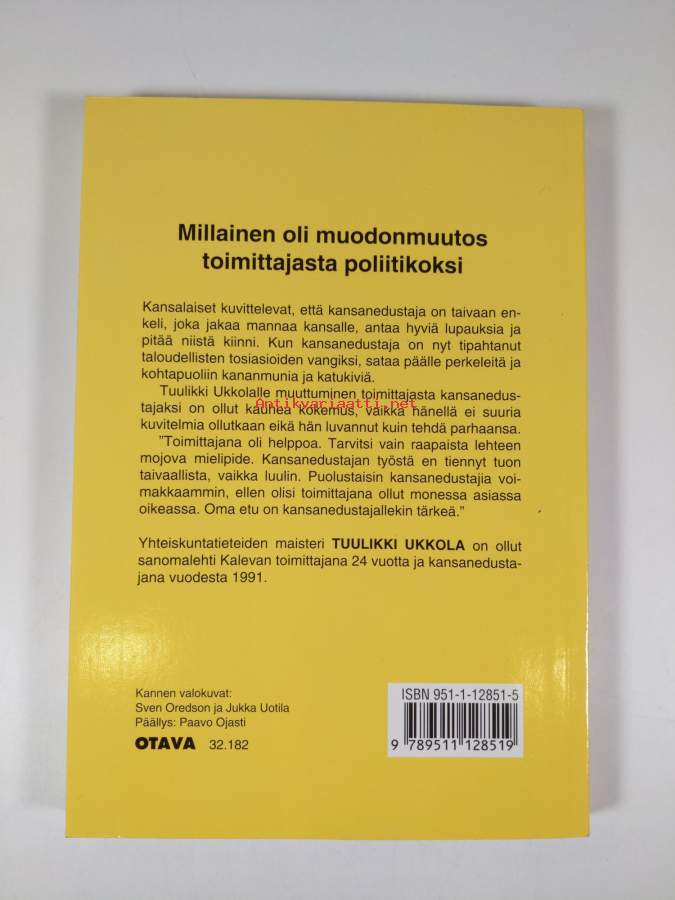 Millainen oli muodonmuutos
toimittajasta poliitikoksi
Kansalaiset kuvittelevat, että kansanedustaja on taivaan en-
keli, joka jakaa mannaa kansalle, antaa hyviä lupauksia ja
pitää niistä kiinni. Kun kansanedustaja on nyt tipahtanut
taloudellisten tosiasioiden vangiksi, sataa päälle perkeleitä ja
kohtapuoliin kananmunia ja katukiviä.
Tuulikki Ukkolalle muuttuminen toimittajasta kansanedus-
Antikvariaatti.net
tajaksi on ollut kauhea kokemus, vaikka hänellä ei suuria
kuvitelmia ollutkaan eikä hän luvannut kuin tehdä parhaansa.
"Toimittajana oli helppoa. Tarvitsi vain raapaista lehteen
mojova mielipide. Kansanedustajan työstä en tiennyt tuon
taivaallista, vaikka luulin. Puolustaisin kansanedustajia voi-
makkaammin, ellen olisi toimittajana ollut monessa asiassa
oikeassa. Oma etu on kansanedustajallekin tärkeä."
Yhteiskuntatieteiden maisteri TUULIKKI UKKOLA on ollut
sanomalehti Kalevan toimittajana 24 vuotta ja kansanedusta-
jana vuodesta 1991.
Kannen valokuvat:
Sven Oredson ja Jukka Uotila
Päällys: Paavo Ojasti
OTAVA 32.182
ISBN 951-1-12851-5
9 789511 128519